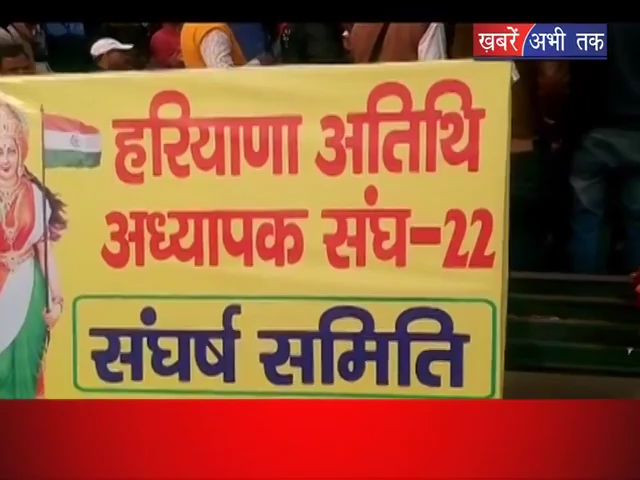 ख़बरें अभी तक
हरियाणा अतिथि
अध्यापक संघ-22
संघर्ष समिति